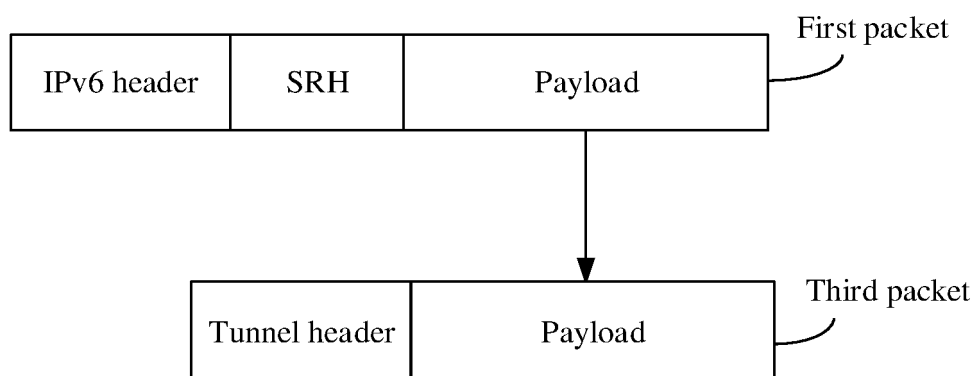 First packet
IPv6 header
SRH
Payload
Third packet
Tunnel header
Payload